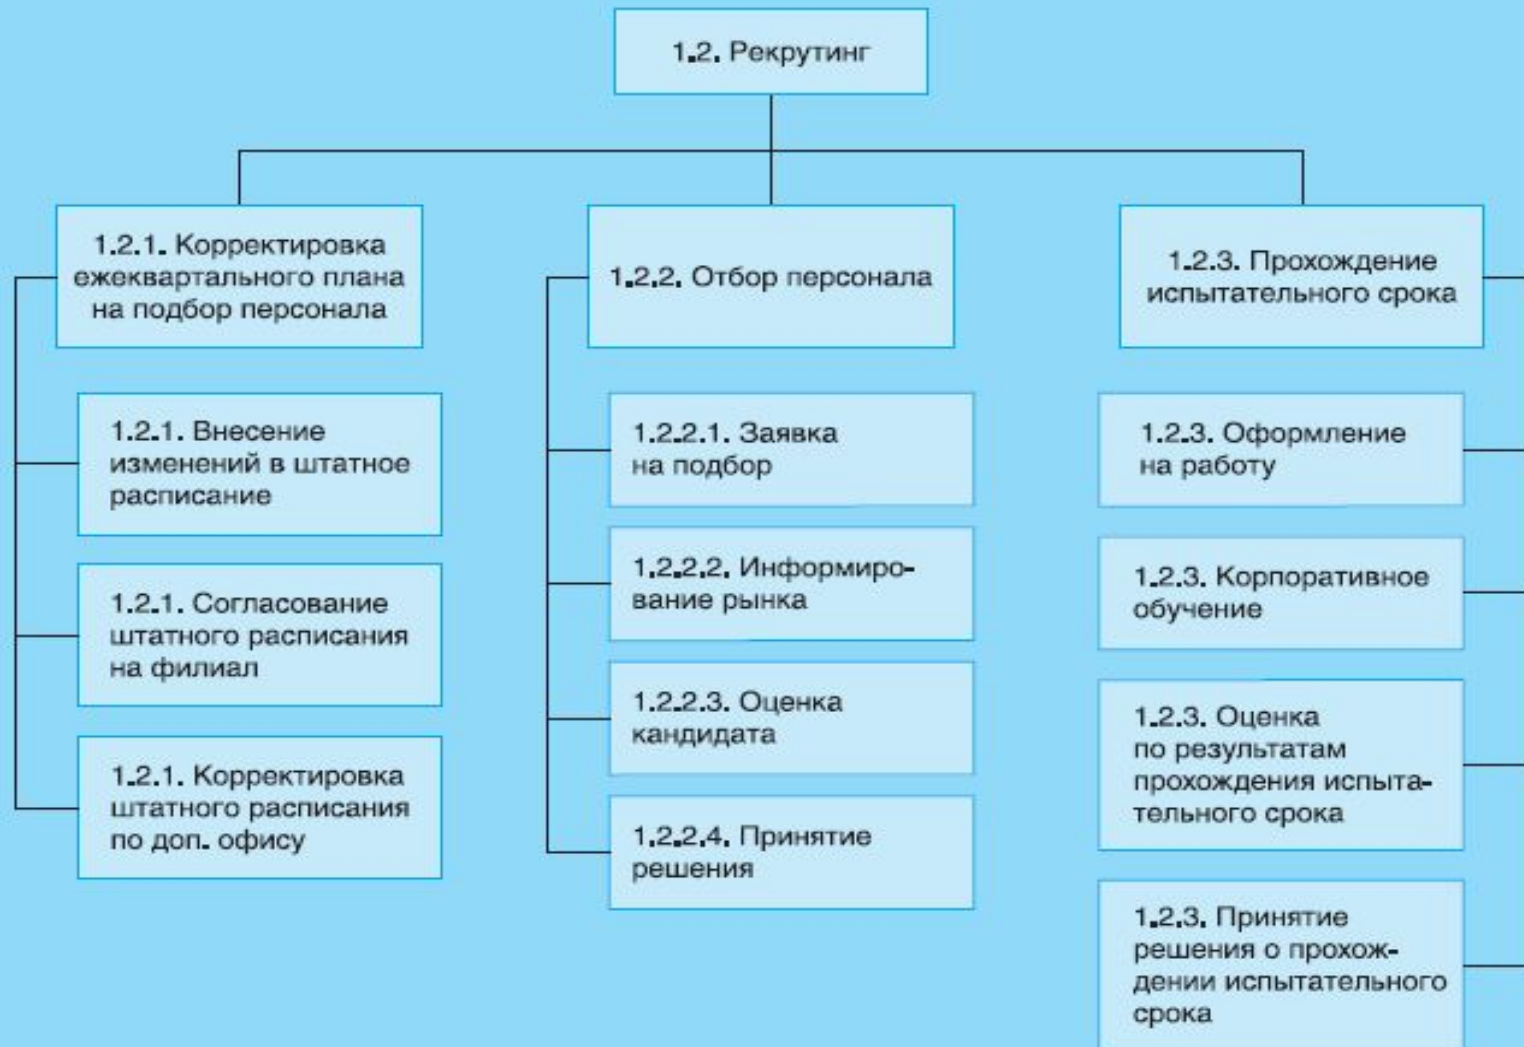 1.2. Рекрутинг
1.2.1. Корректировка
ежеквартального плана
на подбор персонала
1.2.1. Внесение
изменений в штатное
расписание
1.2.1. Согласование
штатного расписания
на филиал
1.2.1. Корректировка
штатного расписания
по доп. офису
1.2.2. Отбор персонала
1.2.2.1. Заявка
на подбор
1.2.2.2. Информиро-
вание рынка
1.2.2.3. Оценка
кандидата
1.2.2.4. Принятие
решения
1.2.3. Прохождение
испытательного срока
1.2.3. Оформление
на работу
1.2.3. Корпоративное
обучение
1.2.3. Оценка
по результатам
прохождения испыта-
тельного срока
1.2.3. Принятие
решения о прохож-
дении испытательного
срока